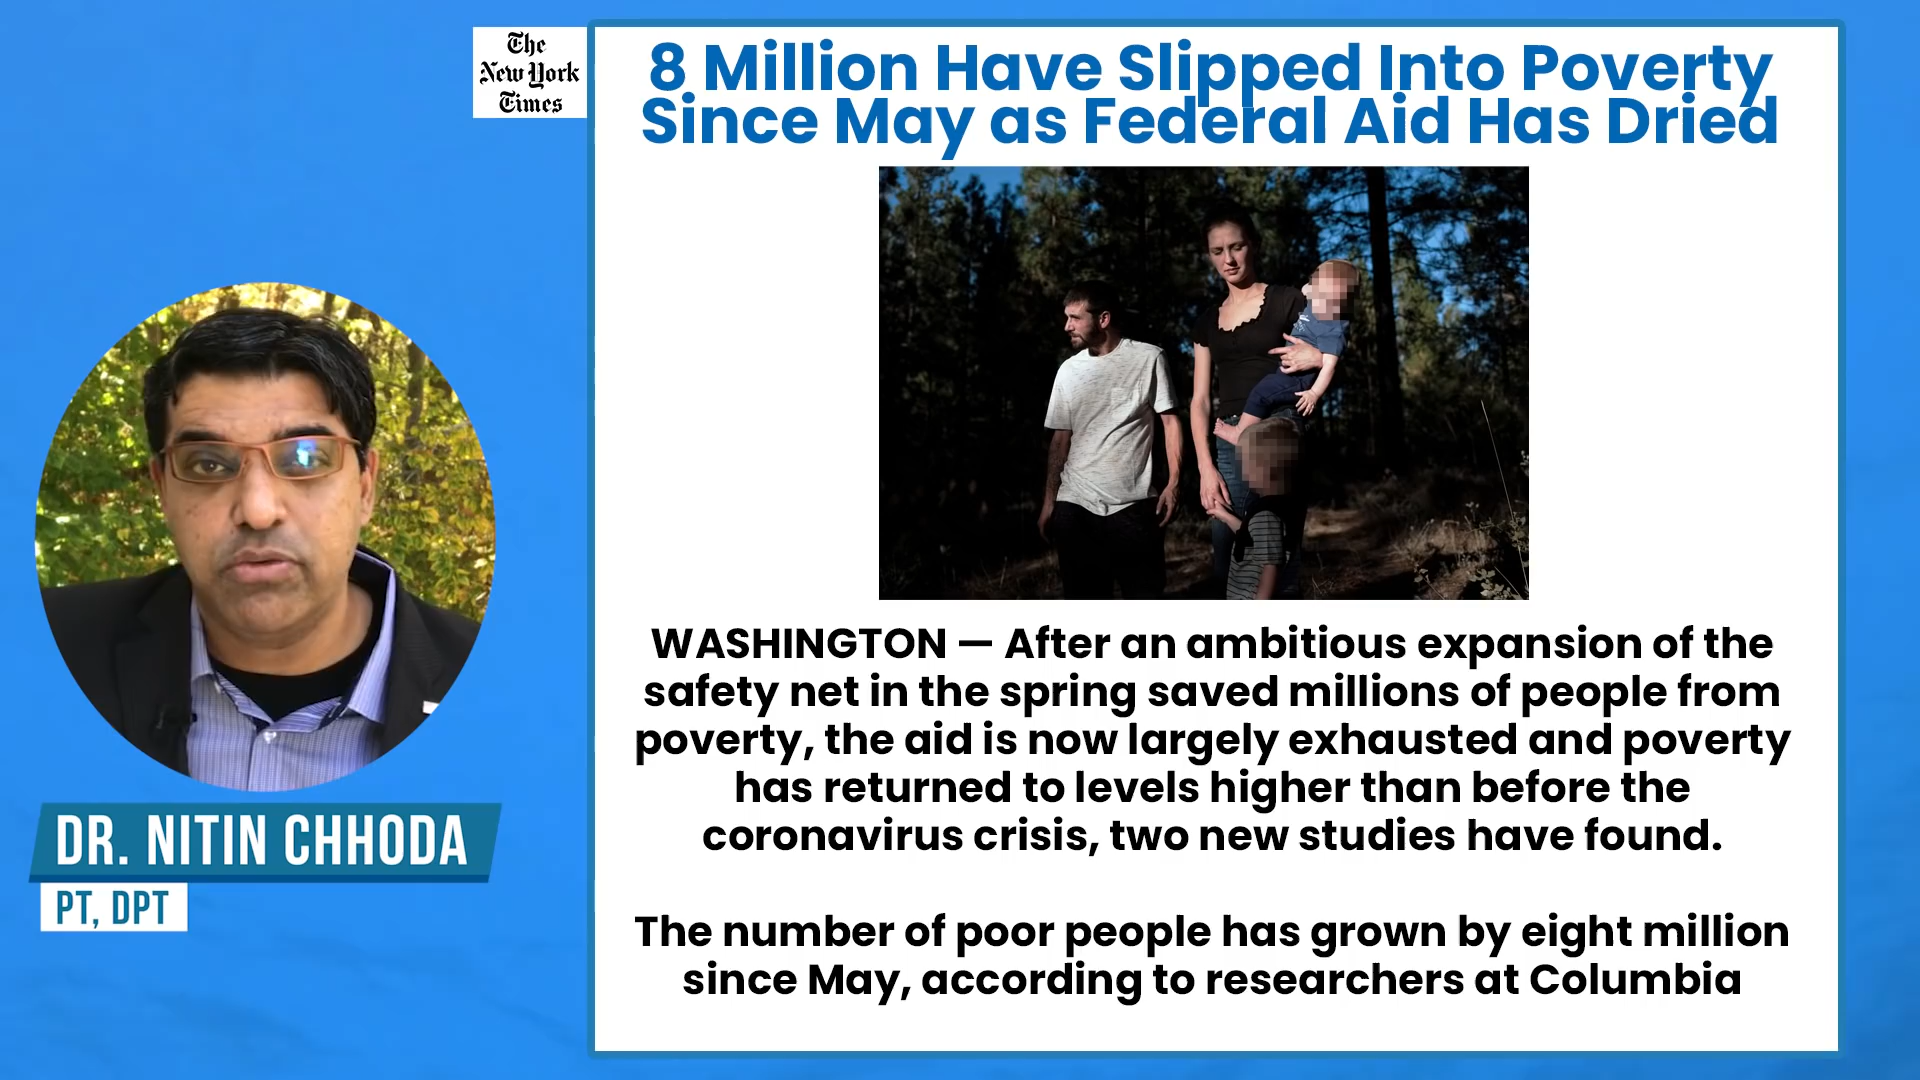 The
New York
Times
8 Million Have Slipped Into Poverty
Since May as Federal Aid Has Dried
WASHINGTON — After an ambitious expansion of the
safety net in the spring saved millions of people from
poverty, the aid is now largely exhausted and poverty
has returned to levels higher than before the
coronavirus crisis, two new studies have found.
The number of poor people has grown by eight million
since May, according to researchers at Columbia
DR. NITIN CHHODA
PT, DPT